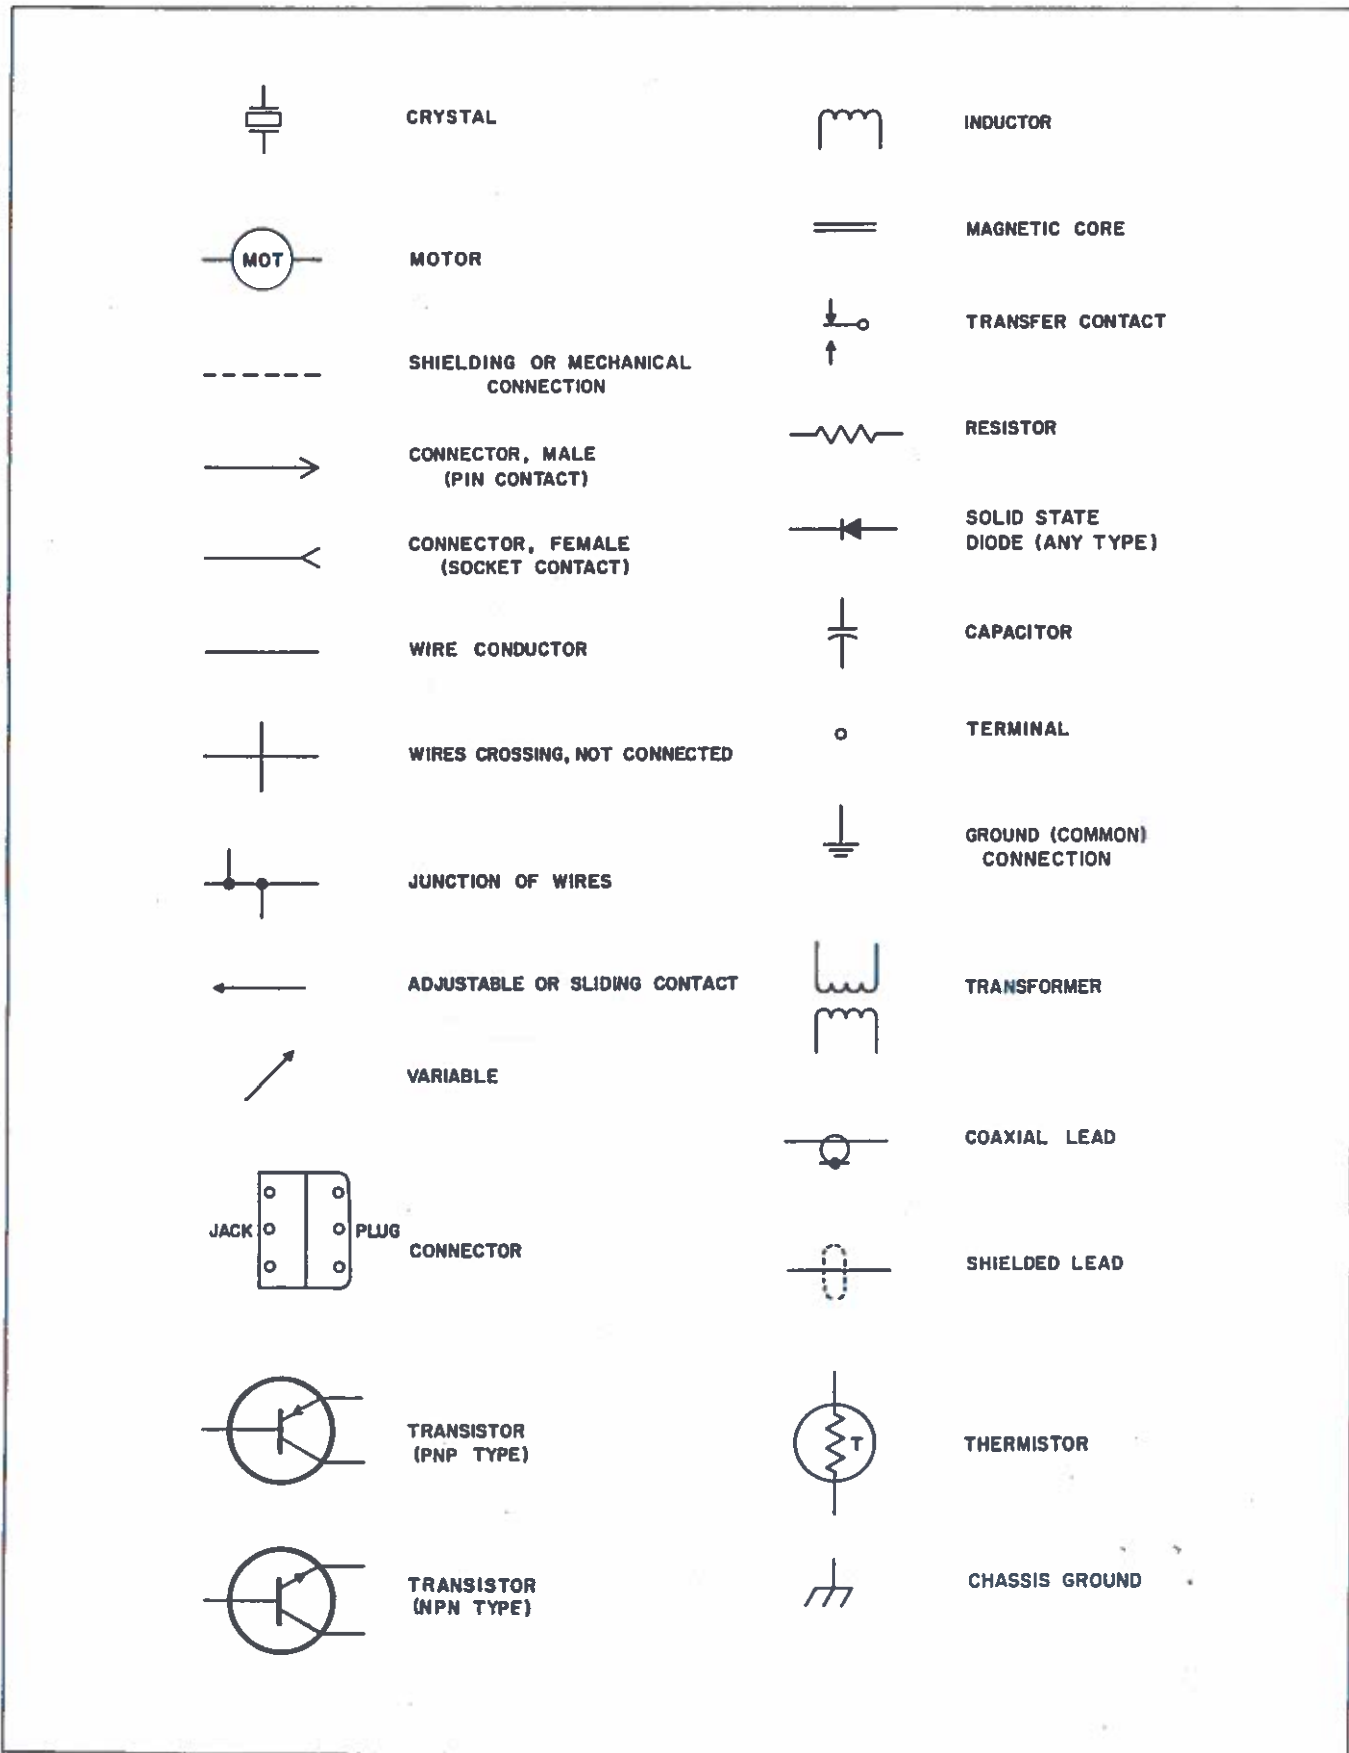 CRYSTAL
MOT
MOTOR
SHIELDING OR MECHANICAL
CONNECTION
CONNECTOR, MALE
(PIN CONTACT)
CONNECTOR, FEMALE
(SOCKET CONTACT)
WIRE CONDUCTOR
WIRES CROSSING, NOT CONNECTED
JUNCTION OF WIRES
ADJUSTABLE OR SLIDING CONTACT
VARIABLE
JACK
PLUG
CONNECTOR
TRANSISTOR
(PNP TYPE)
TRANSISTOR
(NPN TYPE)
INDUCTOR
MAGNETIC CORE
TRANSFER CONTACT
RESISTOR
SOLID STATE
DIODE (ANY TYPE)
CAPACITOR
TERMINAL
GROUND (COMMON)
CONNECTION
TRANSFORMER
COAXIAL LEAD
SHIELDED LEAD
T
THERMISTOR
CHASSIS GROUND